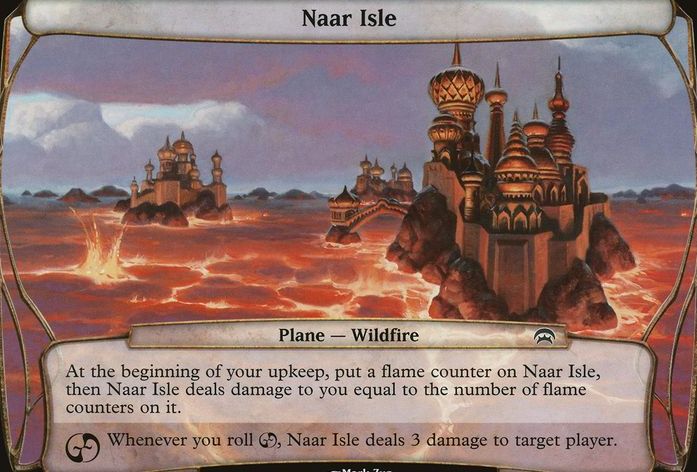 Naar Isle
Plane — Wildfire
At the beginning of your upkeep, put a flame counter on Naar Isle,
then Naar Isle deals damage to you equal to the number of flame
counters on it.
Whenever you roll , Naar Isle deals 3 damage to target player.